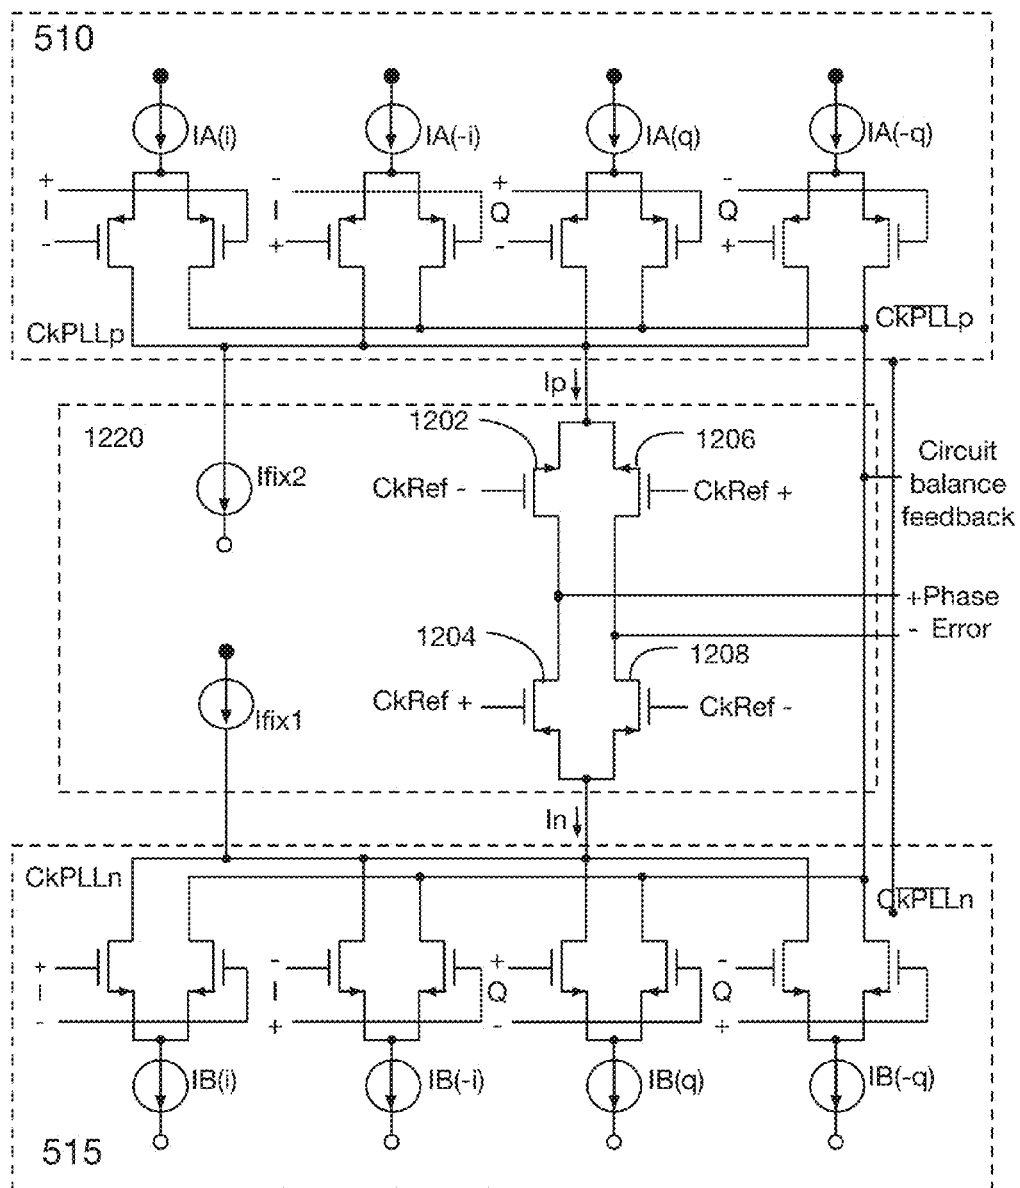 510
IA(i)
IA(-i)
IA(q)
IA(-q)
+
-
+
-
I
I
Q
Q
-
+
-
+
CkPLLp
CkPLLp
Ip
1202
1206
1220
Ifix2
CkRef -
CkRef +
Circuit
balance
feedback
+Phase
- Error
1204
1208
Ifix1
CkRef +
CkRef -
In
CkPLLn
CkPLLn
+
-
+
-
I
I
Q
Q
-
+
-
+
IB(i)
IB(-i)
IB(q)
IB(-q)
515